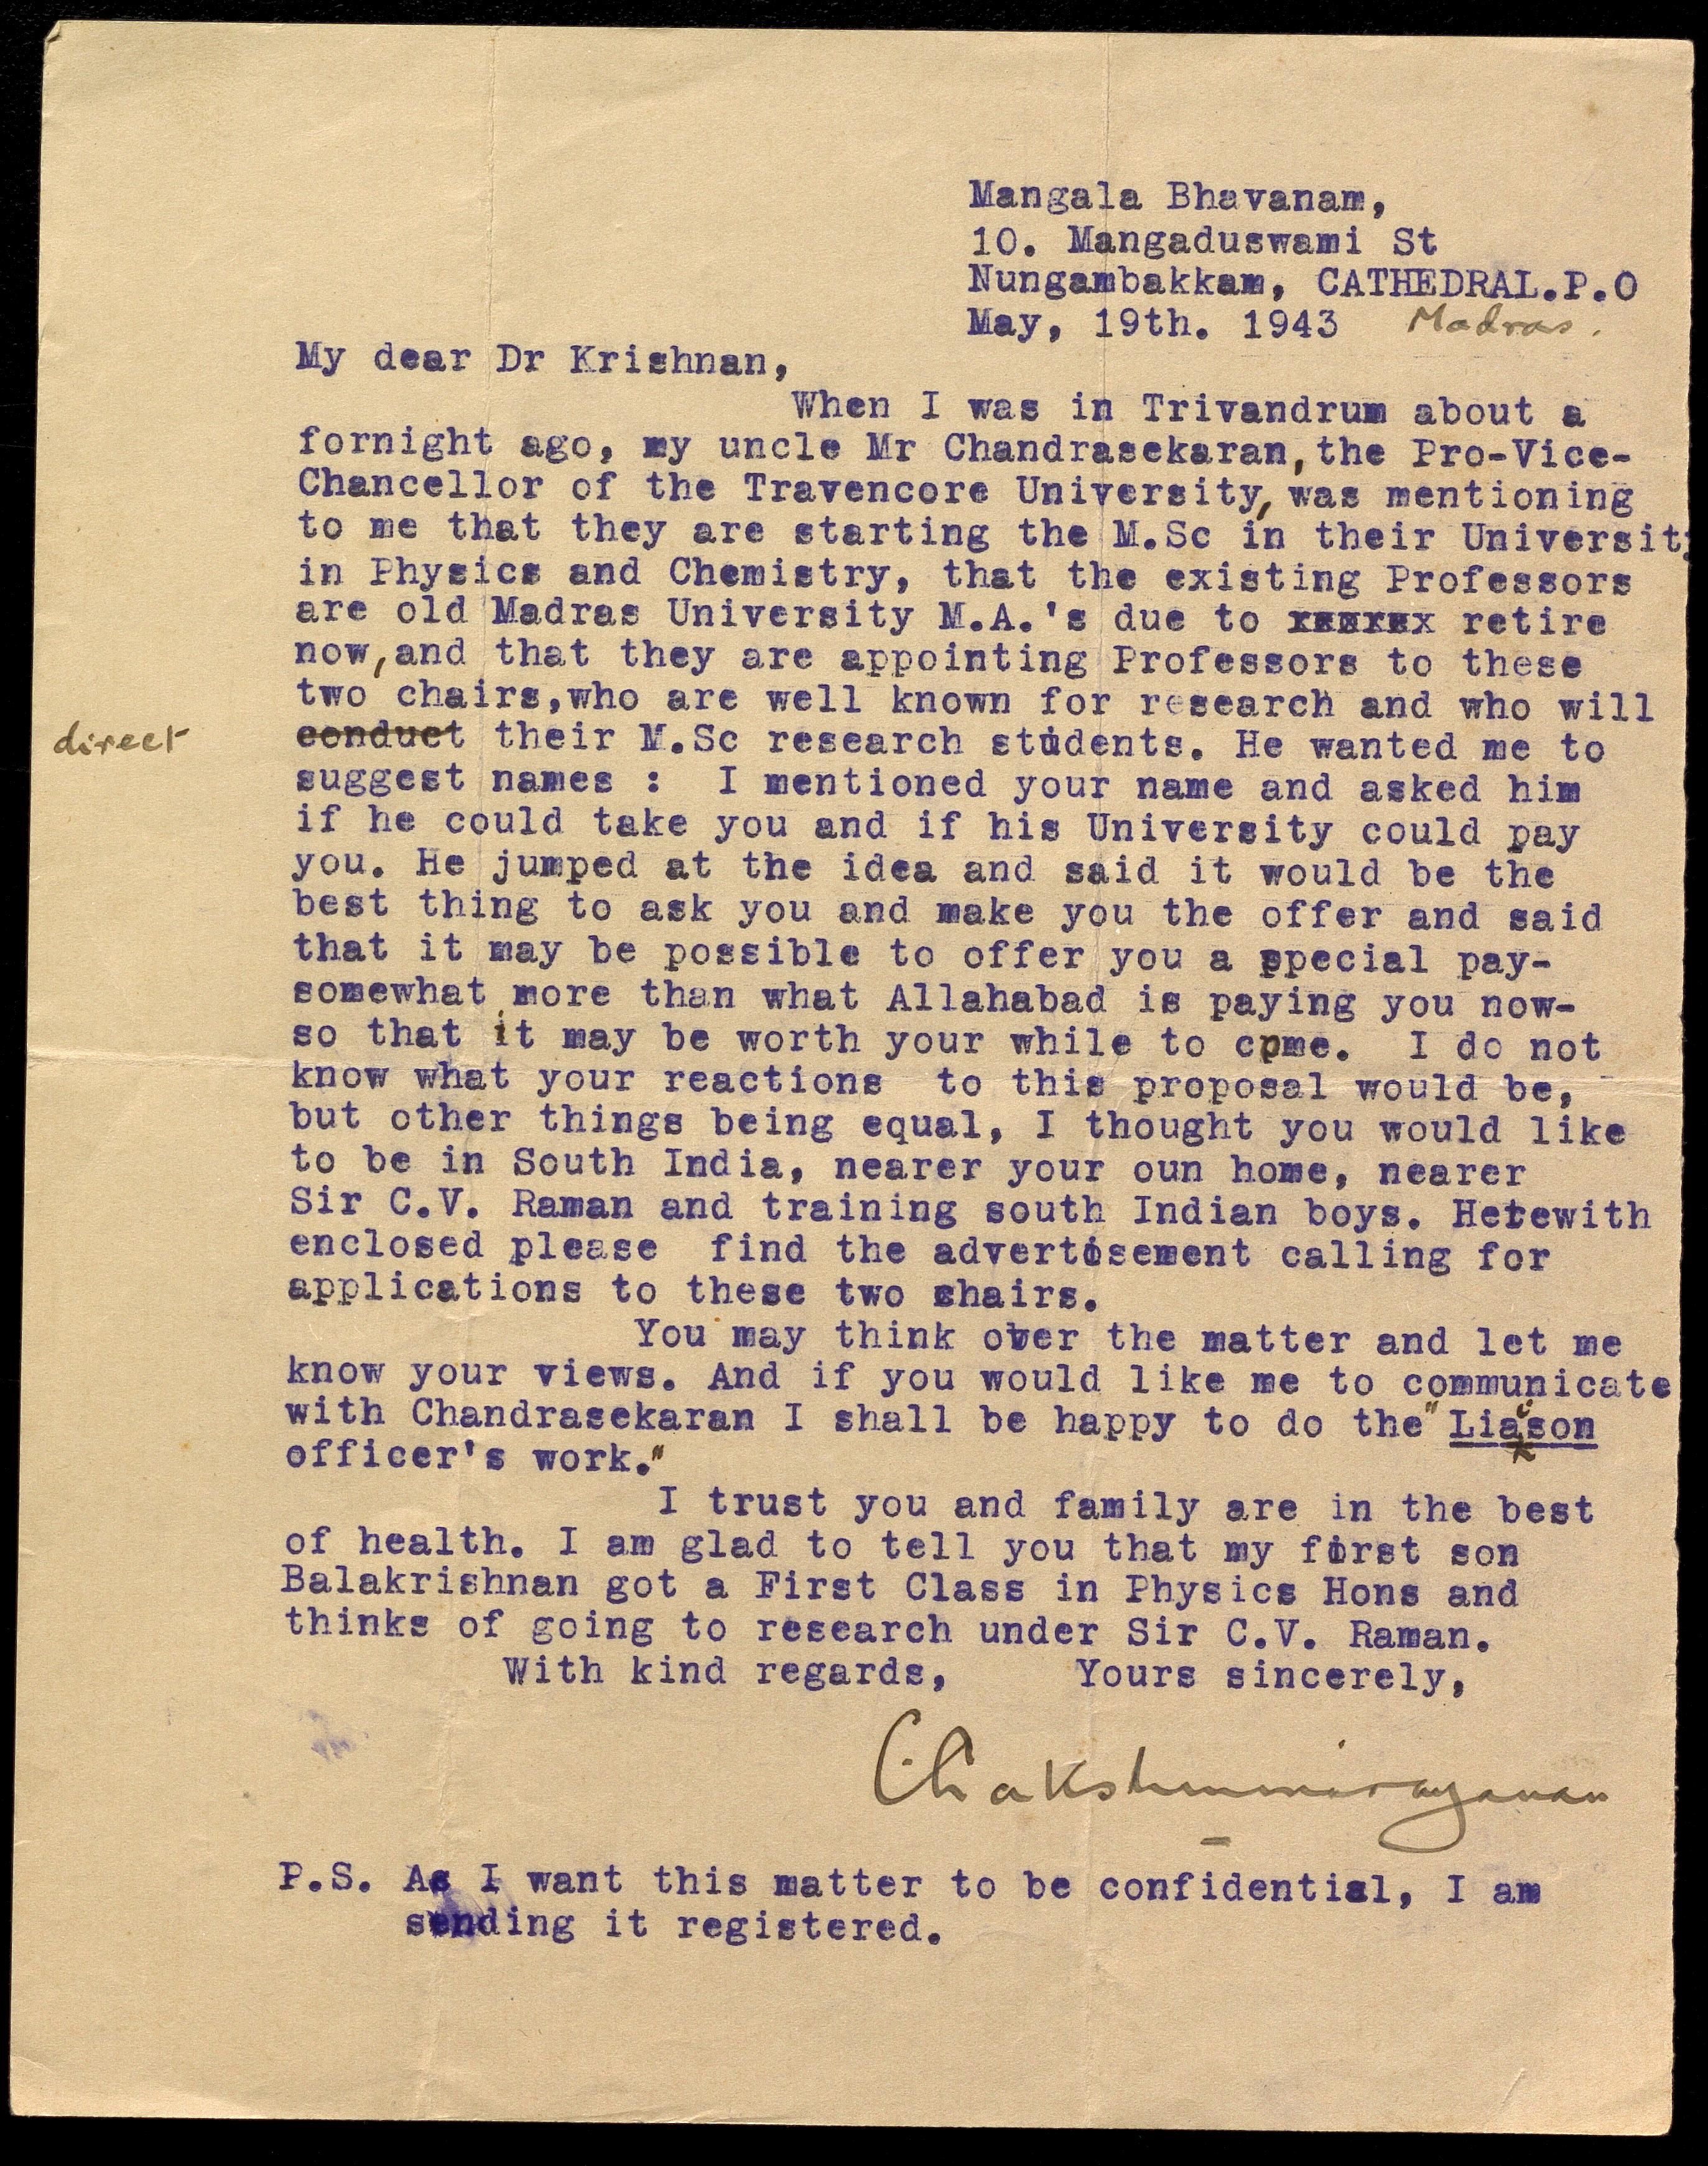 Mangala Bhavanam,
10. Mangaduswami St
Nungambakkam, CATHEDRAL.P.O
May, 19th. 1943 Madras.
My dear Dr Krishnan,
When I was in Trivandrum about a
fornight ago, my uncle Mr Chandrasekaran, the Pro-Vice-
Chancellor of the Travencore University, was mentioning
to me that they are starting the M.Sc in their University
in Physics and Chemistry, that the existing Professors
are old Madras University M.A.'s due to retire
now, and that they are appointing Professors to these
two chairs,who are well known for research and who will
direct conduct their M.Sc research students. He wanted me to
suggest names : I mentioned your name and asked him
if he could take you and if his University could pay
you. He jumped at the idea and said it would be the
best thing to ask you and make you the offer and said
that it may be possible to offer you a special pay-
somewhat more than what Allahabad is paying you now-
so that it may be worth your while to cpme. I do not
know what your reactions to this proposal would be,
but other things being equal, I thought you would like
to be in South India, nearer your oun home, nearer
Sir C.V. Raman and training south Indian boys. Herewith
enclosed please find the advertisement calling for
applications to these two chairs.
You may think over the matter and let me
know your views. And if you would like me to communicate
with Chandrasekaran I shall be happy to do the "Liaison
officer's work."
I trust you and family are in the best
of health. I am glad to tell you that my first son
Balakrishnan got a First Class in Physics Hons and
thinks of going to research under Sir C.V. Raman.
With kind regards, Yours sincerely,
P.S. As I want this matter to be confidential, I am
sending it registered.